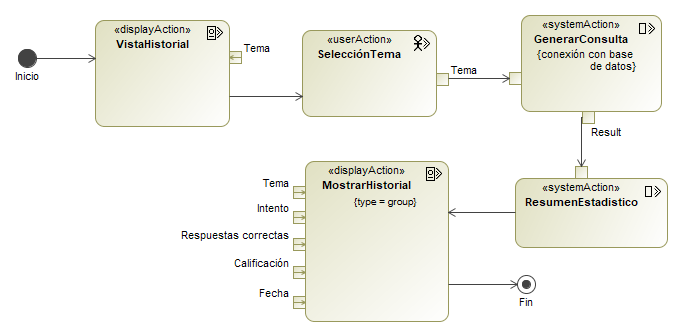 Inicio
«displayAction»
VistaHistorial
Tema
«userAction»
SelecciónTema
Tema
«systemAction»
GenerarConsulta
{conexión con base
de datos}
Result
«systemAction»
ResumenEstadistico
«displayAction»
MostrarHistorial
{type = group}
Tema
Intento
Respuestas correctas
Calificación
Fecha
Fin